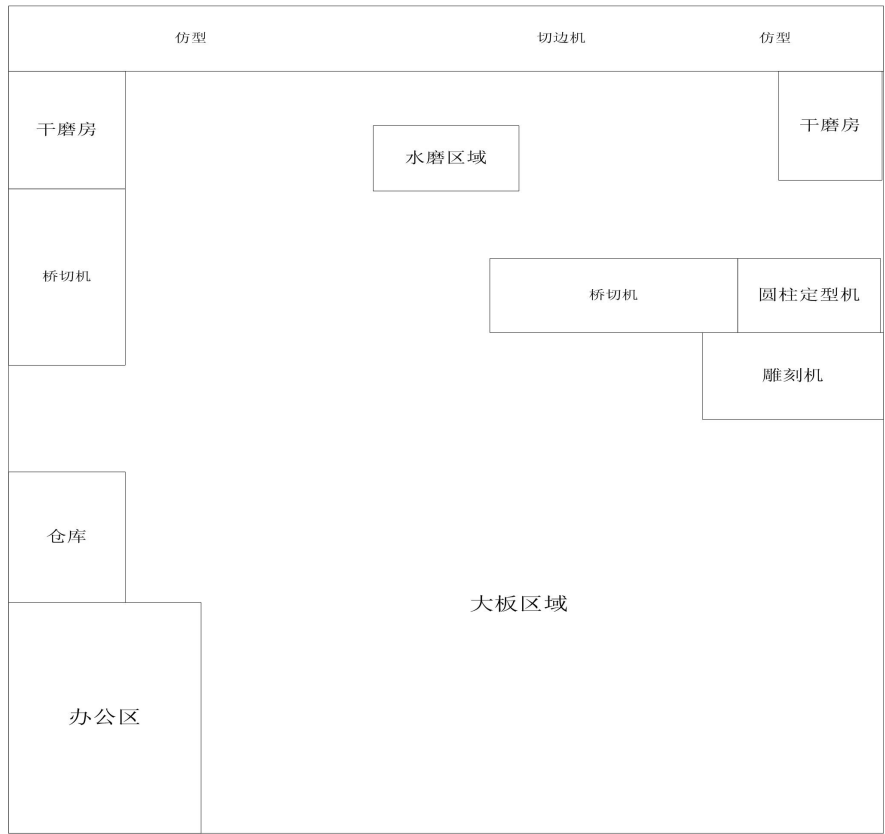 仿型
切边机
仿型
干磨房
干磨房
水磨区域
桥切机
桥切机
圆柱定型机
雕刻机
仓库
大板区域
办公区